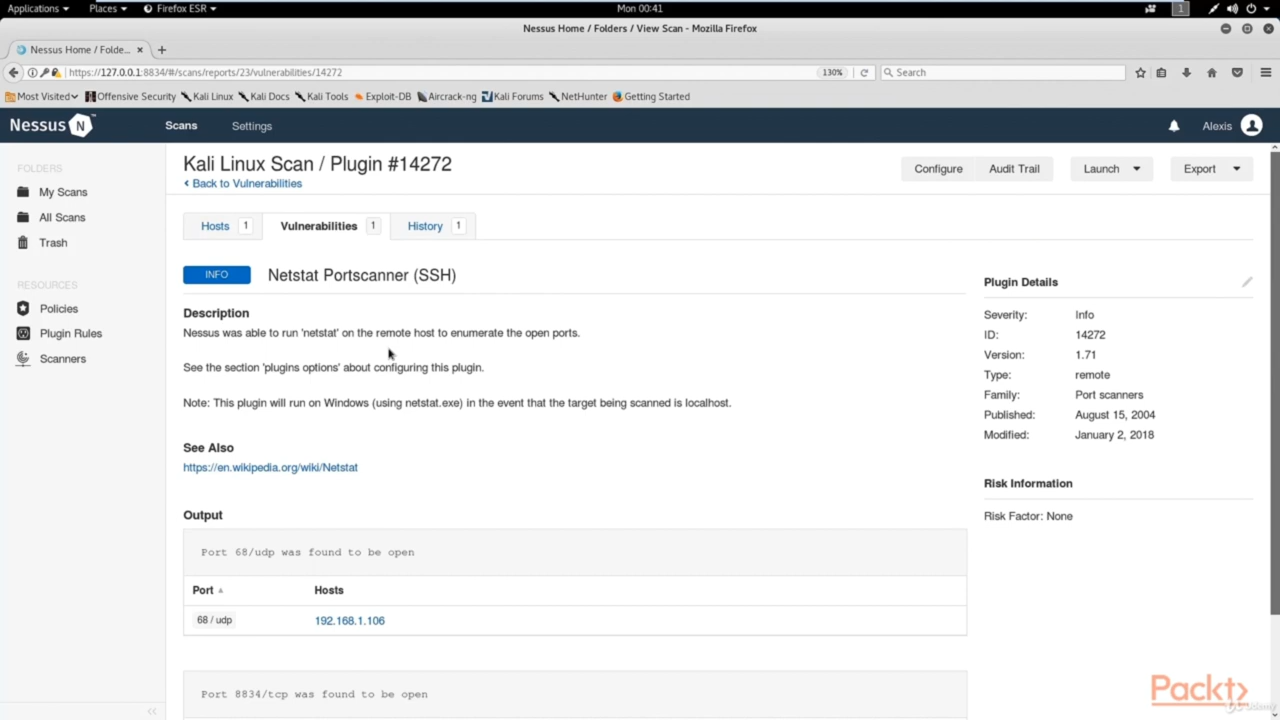 Applications Places Firefox ESR Mon 00:41 1
Nessus Home / Folders / View Scan - Mozilla Firefox
Nessus Home / Folde... × +
https://127.0.0.1:8834/#/scans/reports/23/vulnerabilities/14272 130% Search
Most Visited Offensive Security Kali Linux Kali Docs Kali Tools Exploit-DB Aircrack-ng Kali Forums NetHunter Getting Started
Nessus N Scans Settings Alexis
FOLDERS
My Scans
All Scans
Trash
RESOURCES
Policies
Plugin Rules
Scanners
Kali Linux Scan / Plugin #14272
Back to Vulnerabilities
Configure Audit Trail Launch Export
Hosts 1 Vulnerabilities 1 History 1
INFO Netstat Portscanner (SSH)
Description
Nessus was able to run 'netstat' on the remote host to enumerate the open ports.
See the section 'plugins options' about configuring this plugin.
Note: This plugin will run on Windows (using netstat.exe) in the event that the target being scanned is localhost.
See Also
https://en.wikipedia.org/wiki/Netstat
Output
Port 68/udp was found to be open
Port Hosts
68 / udp 192.168.1.106
Port 8834/tcp was found to be open
Plugin Details
Severity: Info
ID: 14272
Version: 1.71
Type: remote
Family: Port scanners
Published: August 15, 2004
Modified: January 2, 2018
Risk Information
Risk Factor: None
Packt
Udemy